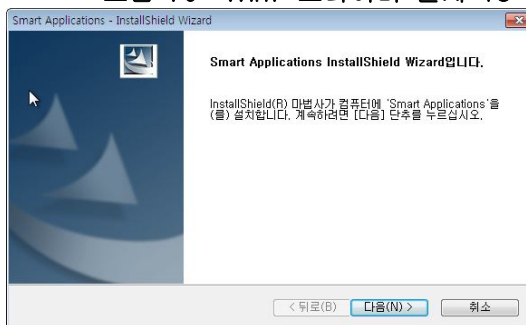 Smart Applications - InstallShield Wizard
Smart Applications InstallShield Wizard입니다.
InstallShield(R) 마법사가 컴퓨터에 'Smart Applications'을
(를) 설치합니다. 계속하려면 [다음] 단추를 누르십시오.
< 뒤로(B)
다음(N) >
취소